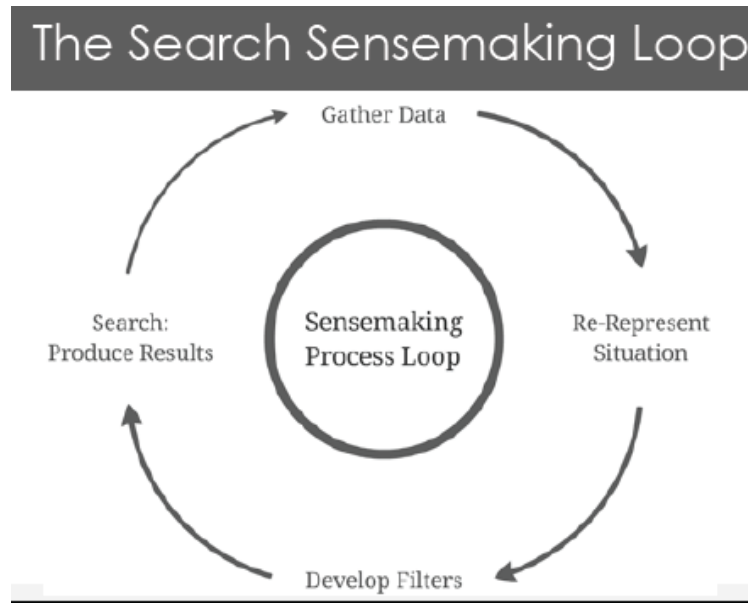 The Search Sensemaking Loop
Gather Data
Search:
Produce Results
Sensemaking
Process Loop
Re-Represent
Situation
Develop Filters